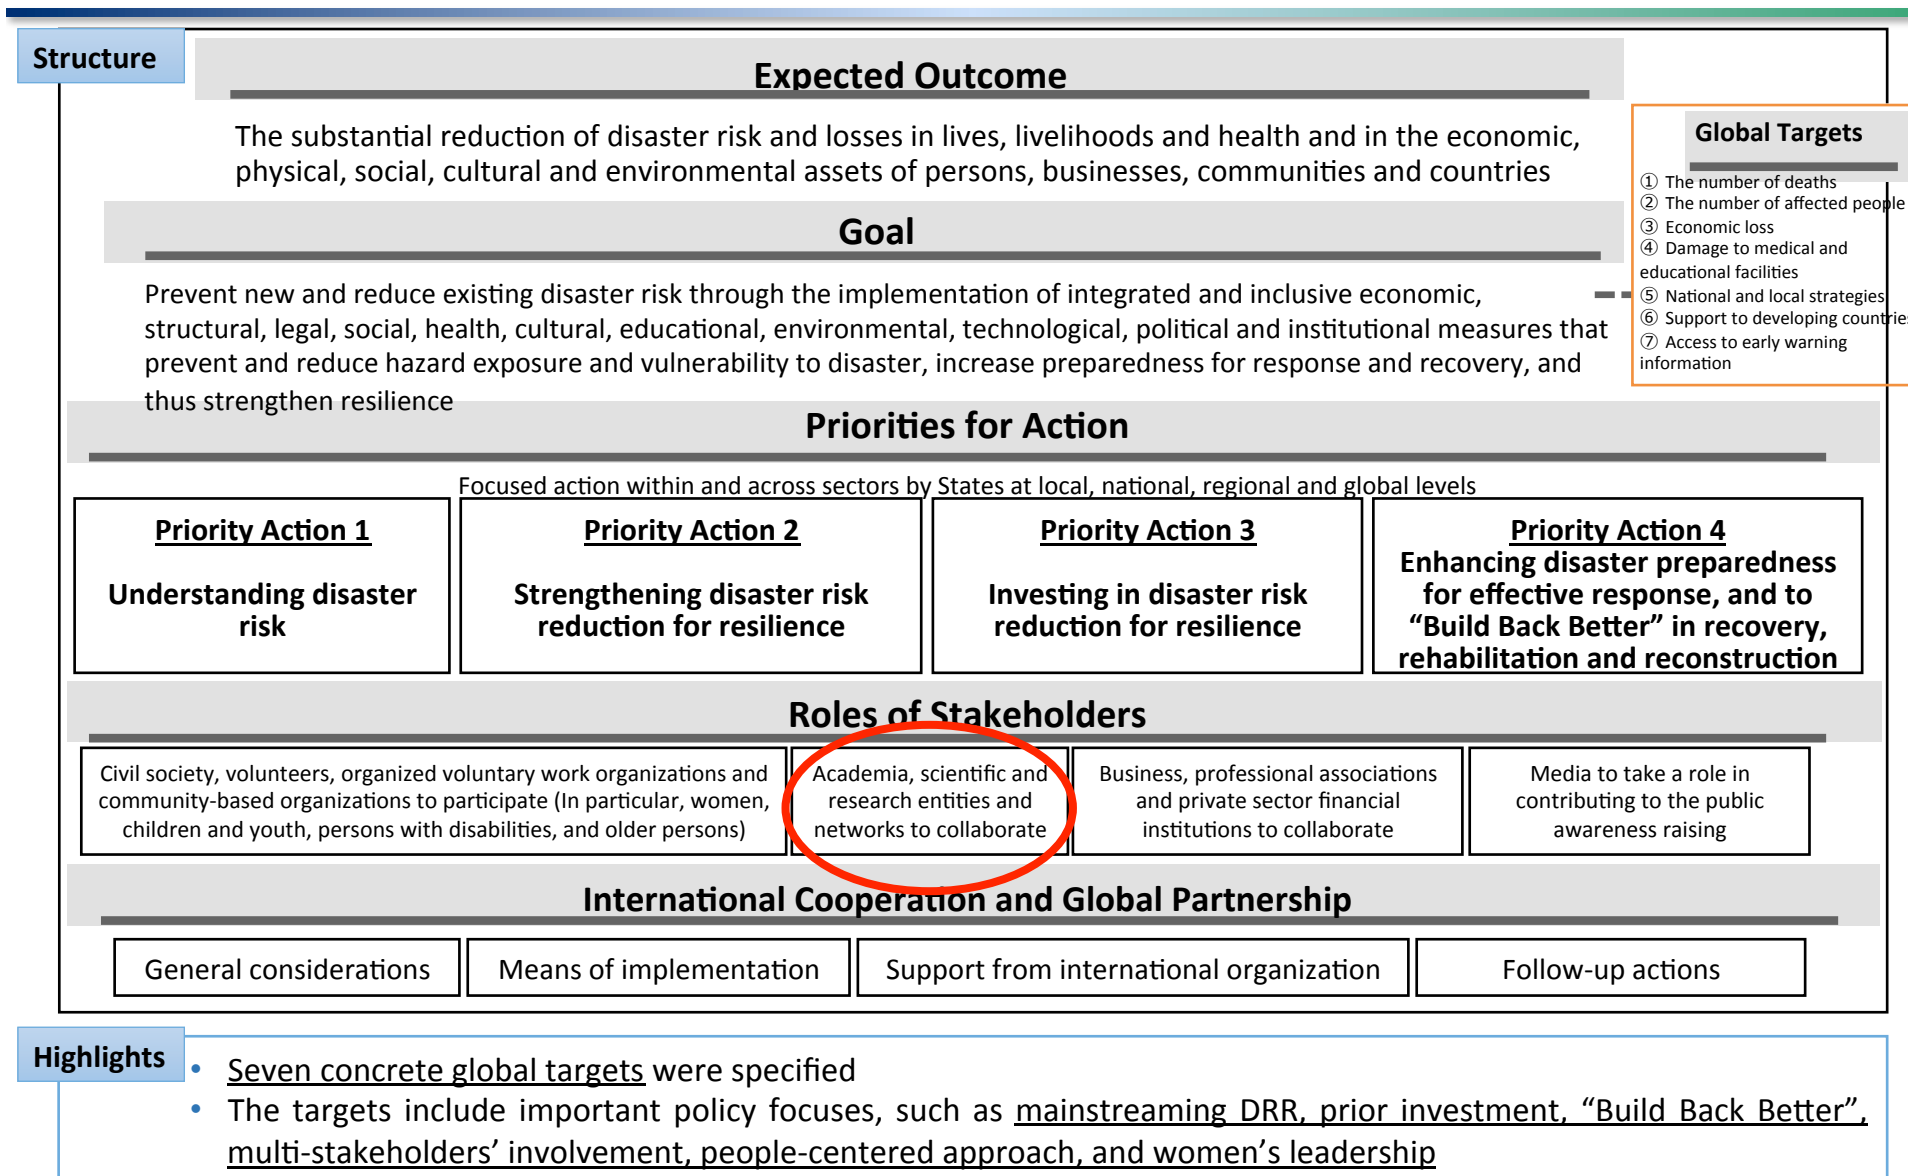 Structure
Expected Outcome
The substantial reduction of disaster risk and losses in lives, livelihoods and health and in the economic,
physical, social, cultural and environmental assets of persons, businesses, communities and countries
Global Targets
① The number of deaths
② The number of affected people
③ Economic loss
④ Damage to medical and
educational facilities
⑤ National and local strategies
⑥ Support to developing countries
⑦ Access to early warning
information
Goal
Prevent new and reduce existing disaster risk through the implementation of integrated and inclusive economic,
structural, legal, social, health, cultural, educational, environmental, technological, political and institutional measures that
prevent and reduce hazard exposure and vulnerability to disaster, increase preparedness for response and recovery, and
thus strengthen resilience
Priorities for Action
Focused action within and across sectors by States at local, national, regional and global levels
Priority Action 1
Understanding disaster
risk
Priority Action 2
Strengthening disaster risk
reduction for resilience
Priority Action 3
Investing in disaster risk
reduction for resilience
Priority Action 4
Enhancing disaster preparedness
for effective response, and to
“Build Back Better” in recovery,
rehabilitation and reconstruction
Roles of Stakeholders
Civil society, volunteers, organized voluntary work organizations and
community-based organizations to participate (In particular, women,
children and youth, persons with disabilities, and older persons)
Academia, scientific and
research entities and
networks to collaborate
Business, professional associations
and private sector financial
institutions to collaborate
Media to take a role in
contributing to the public
awareness raising
International Cooperation and Global Partnership
General considerations
Means of implementation
Support from international organization
Follow-up actions
Highlights
• Seven concrete global targets were specified
• The targets include important policy focuses, such as mainstreaming DRR, prior investment, “Build Back Better”,
multi-stakeholders’ involvement, people-centered approach, and women’s leadership